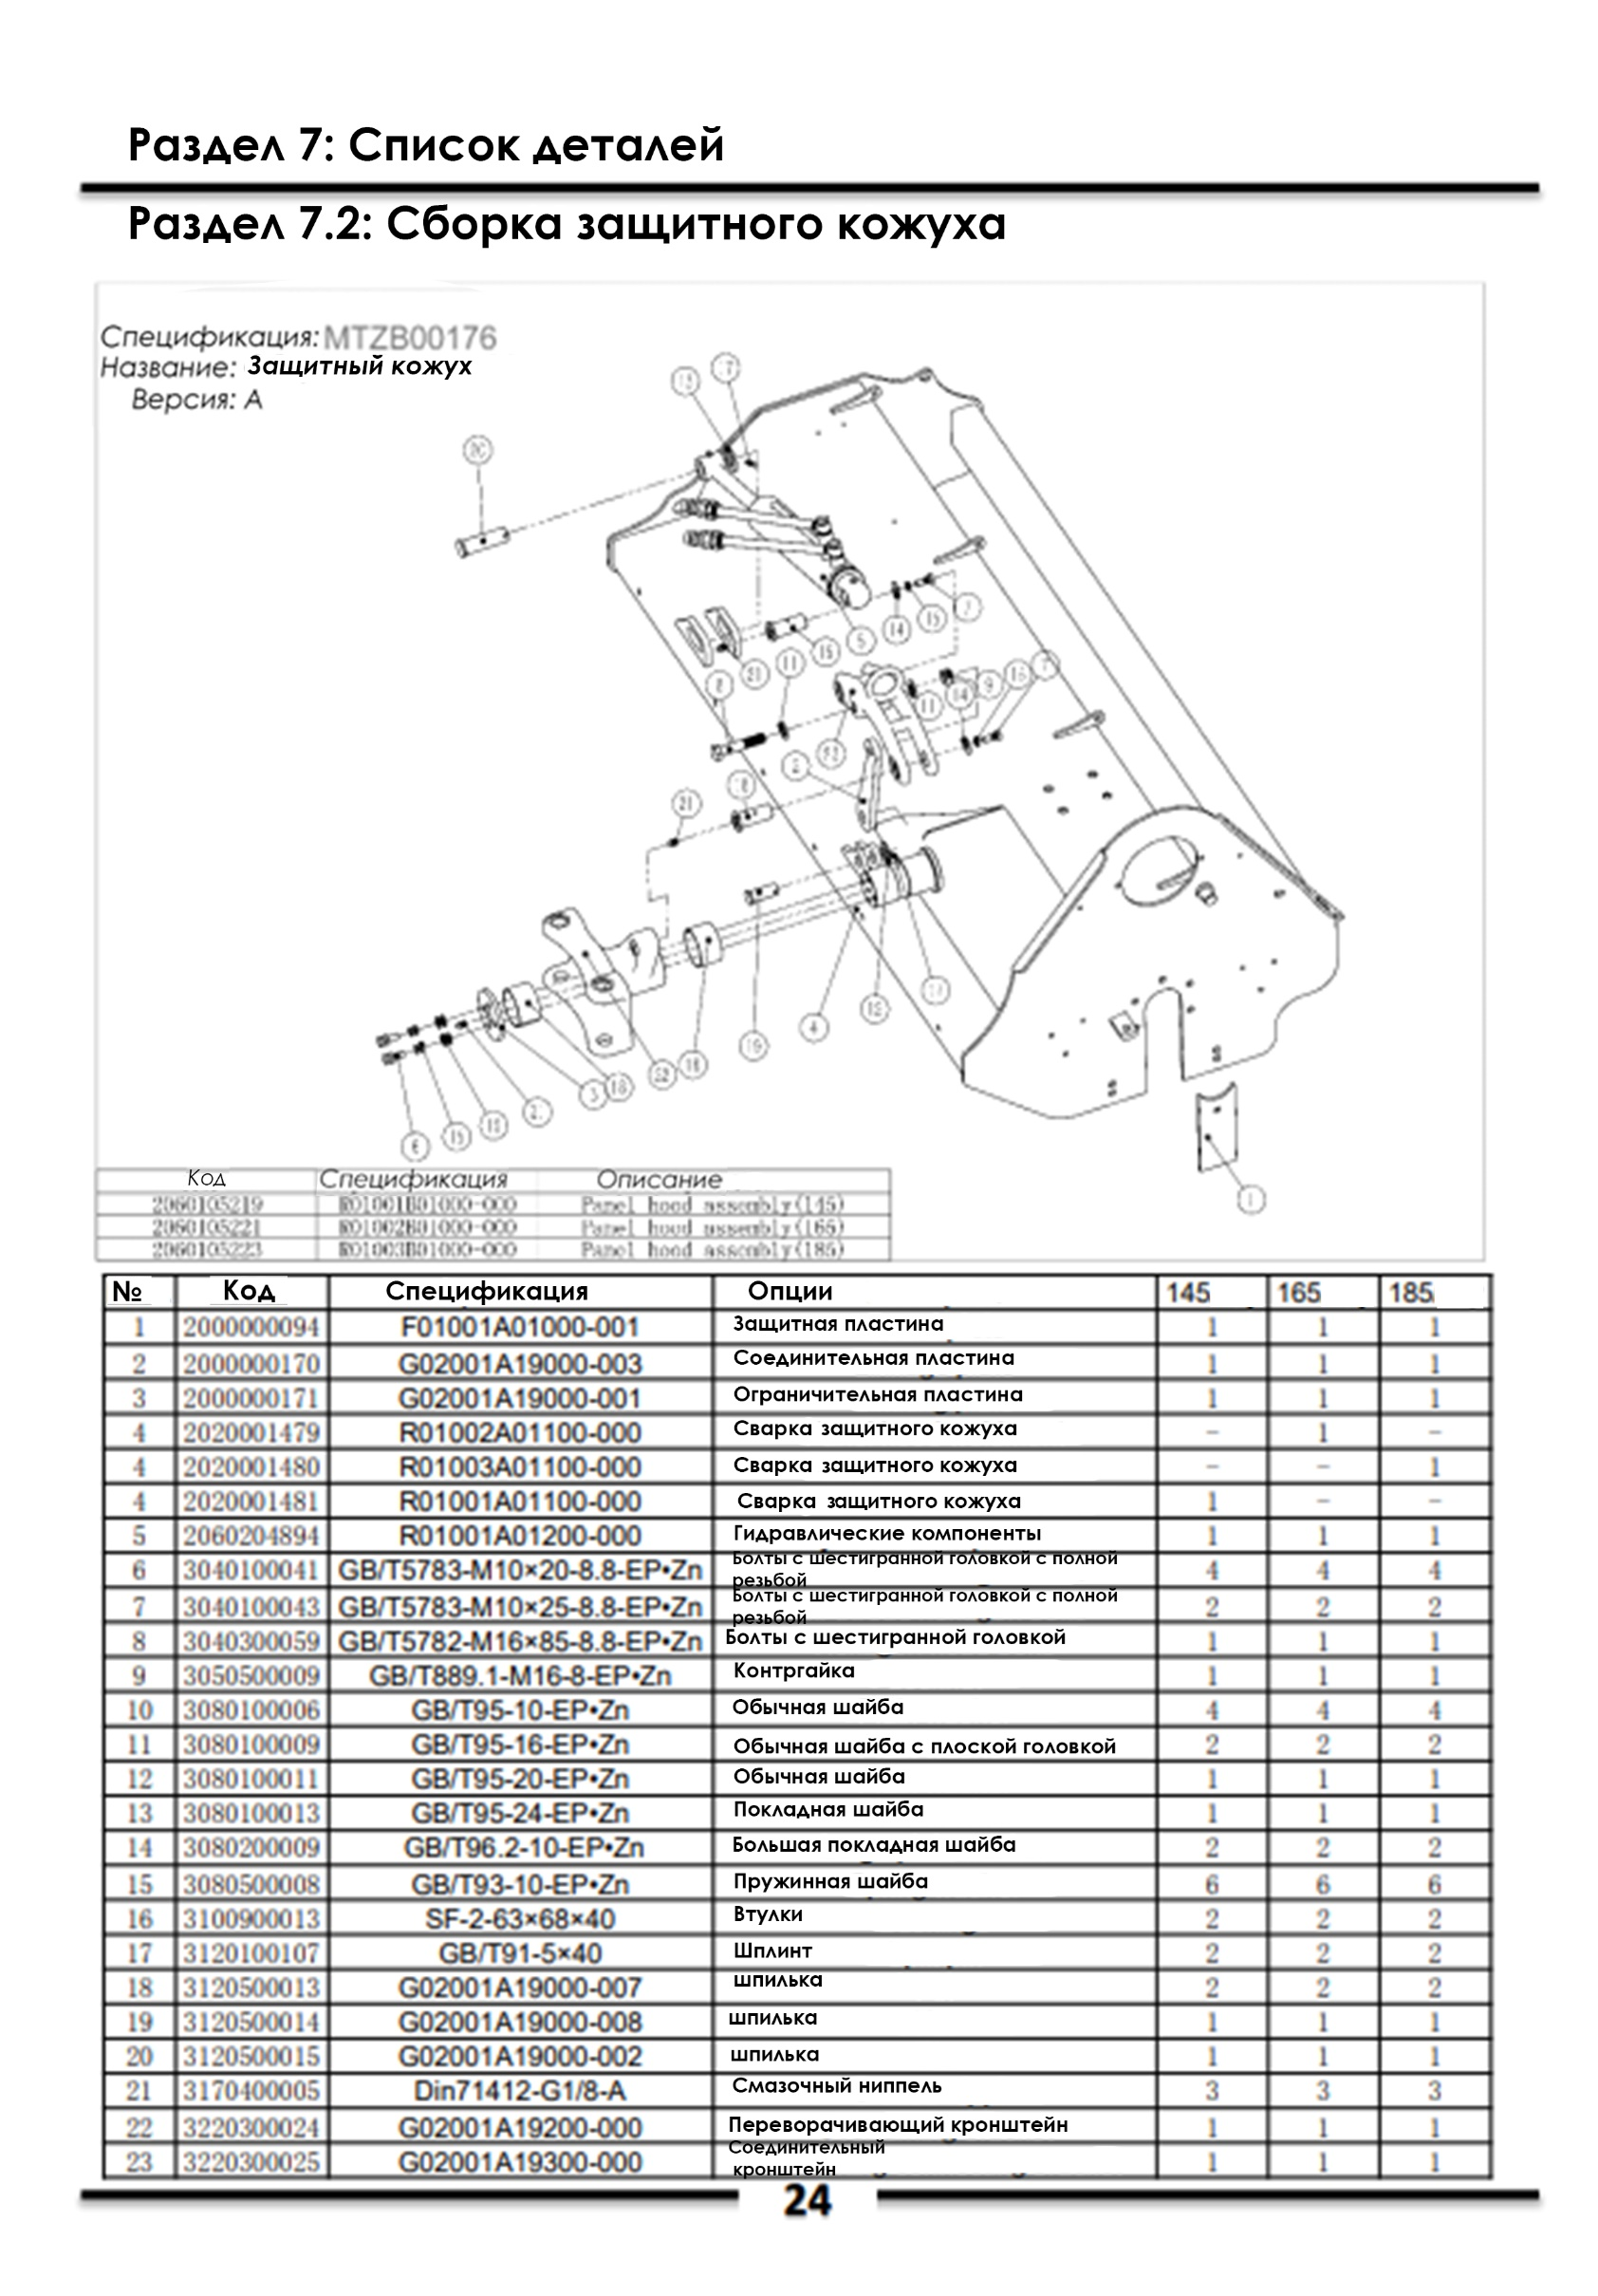 Раздел 7: Список деталей
Раздел 7.2: Сборка защитного кожуха
Спецификация: MTZB00176
Название: Защитный кожух
Версия: А
Код Спецификация Описание
2060105219 R01001B01000-000 Panel hood assembly(145)
2060105221 R01002B01000-000 Panel hood assembly(165)
2060105223 R01003B01000-000 Panel hood assembly(185)
№ Код Спецификация Опции 145 165 185
1 2000000094 F01001A01000-001 Защитная пластина 1 1 1
2 2000000170 G02001A19000-003 Соединительная пластина 1 1 1
3 2000000171 G02001A19000-001 Ограничительная пластина 1 1 1
4 2020001479 R01002A01100-000 Сварка защитного кожуха – 1 –
4 2020001480 R01003A01100-000 Сварка защитного кожуха – – 1
4 2020001481 R01001A01100-000 Сварка защитного кожуха 1 – –
5 2060204894 R01001A01200-000 Гидравлические компоненты 1 1 1
6 3040100041 GB/T5783-M10×20-8.8-EP•Zn Болты с шестигранной головкой с полной резьбой 4 4 4
7 3040100043 GB/T5783-M10×25-8.8-EP•Zn Болты с шестигранной головкой с полной резьбой 2 2 2
8 3040300059 GB/T5782-M16×85-8.8-EP•Zn Болты с шестигранной головкой 1 1 1
9 3050500009 GB/T889.1-M16-8-EP•Zn Контргайка 1 1 1
10 3080100006 GB/T95-10-EP•Zn Обычная шайба 4 4 4
11 3080100009 GB/T95-16-EP•Zn Обычная шайба с плоской головкой 2 2 2
12 3080100011 GB/T95-20-EP•Zn Обычная шайба 1 1 1
13 3080100013 GB/T95-24-EP•Zn Покладная шайба 1 1 1
14 3080200009 GB/T96.2-10-EP•Zn Большая покладная шайба 2 2 2
15 3080500008 GB/T93-10-EP•Zn Пружинная шайба 6 6 6
16 3100900013 SF-2-63×68×40 Втулки 2 2 2
17 3120100107 GB/T91-5×40 Шплинт 2 2 2
18 3120500013 G02001A19000-007 шпилька 2 2 2
19 3120500014 G02001A19000-008 шпилька 1 1 1
20 3120500015 G02001A19000-002 шпилька 1 1 1
21 3170400005 Din71412-G1/8-A Смазочный ниппель 3 3 3
22 3220300024 G02001A19200-000 Переворачивающий кронштейн 1 1 1
23 3220300025 G02001A19300-000 Соединительный кронштейн 1 1 1
24